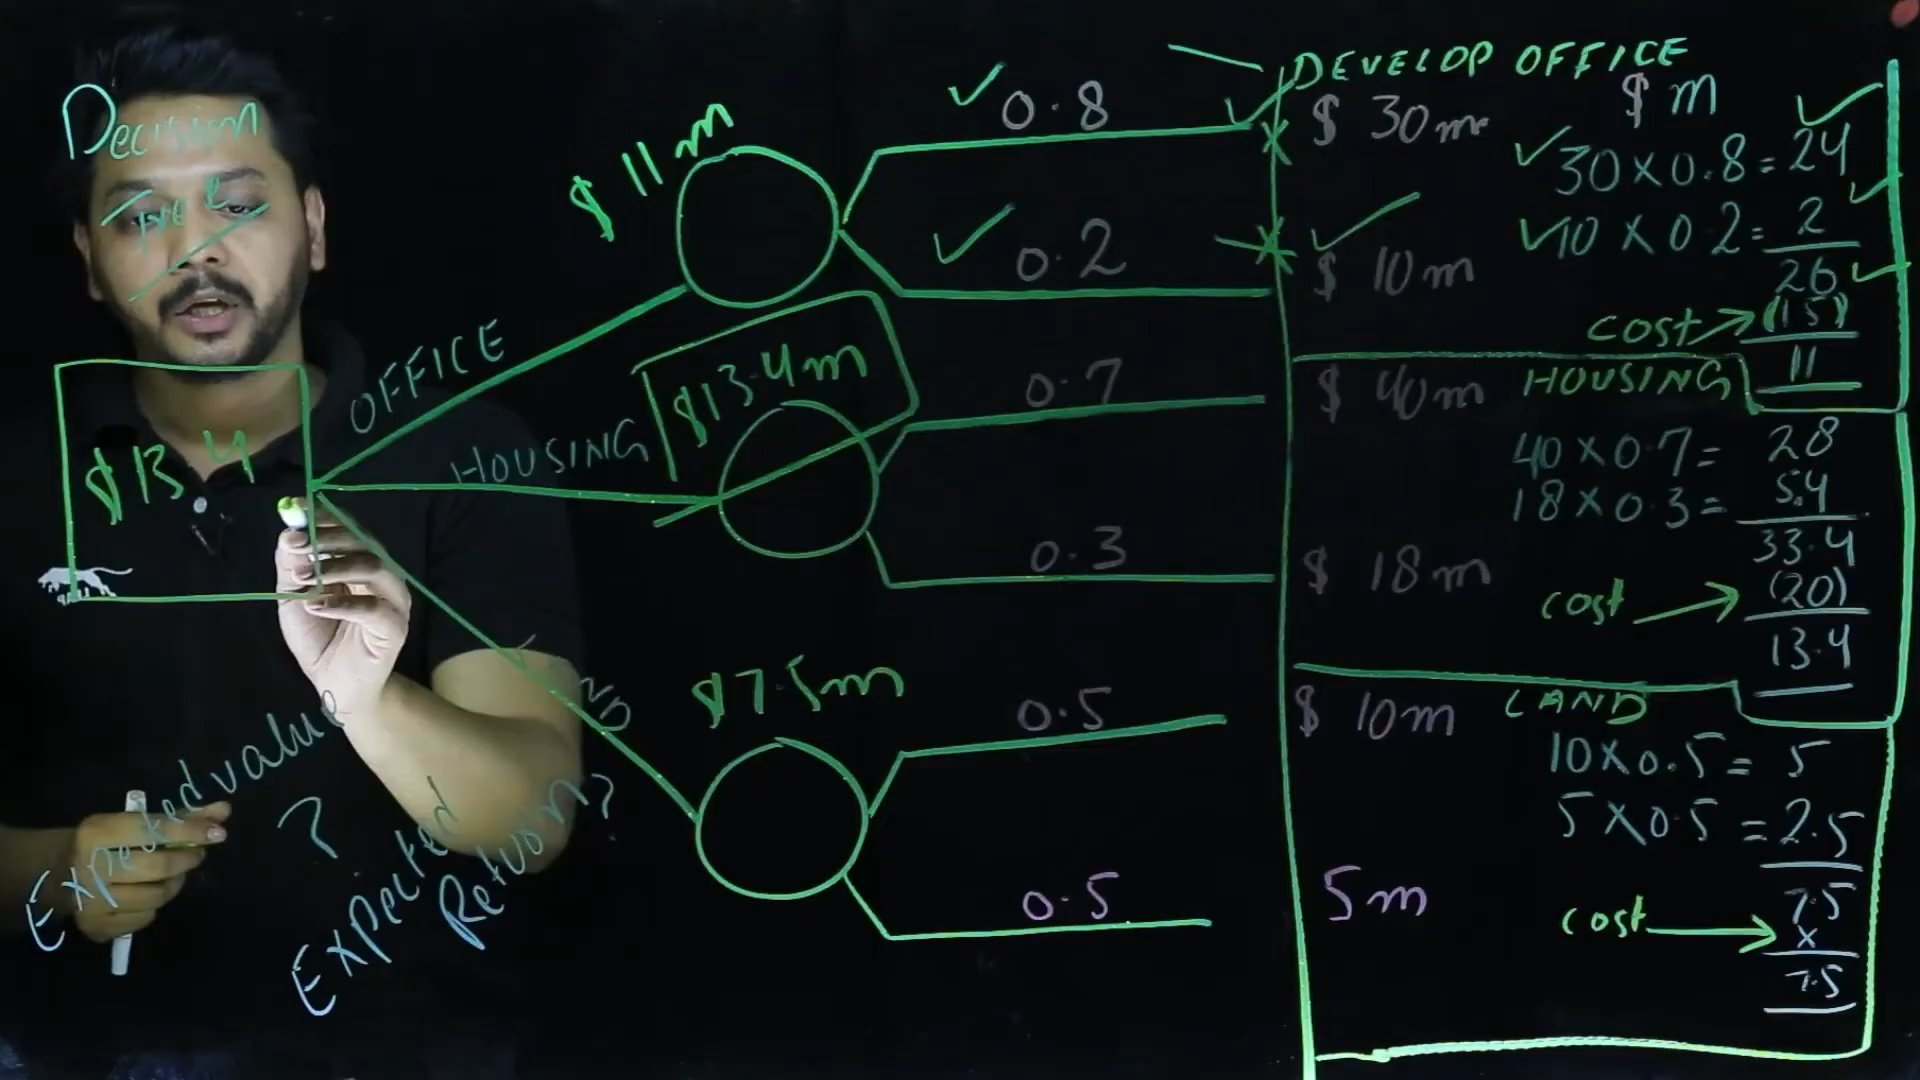 Decision
Tree
$ 13.4
OFFICE
HOUSING
$ 11 m
$13.4m
$7.5m
Expected value
?
Expected
Return?
0.8
0.2
0.7
0.3
0.5
0.5
DEVELOP OFFICE
$ 30m
$ 10m
$ 40m
$ 18m
$ 10m
5m
$ m
30 X 0.8 = 24
10 X 0.2 = 2
26
cost → (15)
11
HOUSING
40 X 0.7 = 28
18 X 0.3 = 5.4
33.4
cost → (20)
13.4
LAND
10 X 0.5 = 5
5 X 0.5 = 2.5
7.5
cost → X
7.5